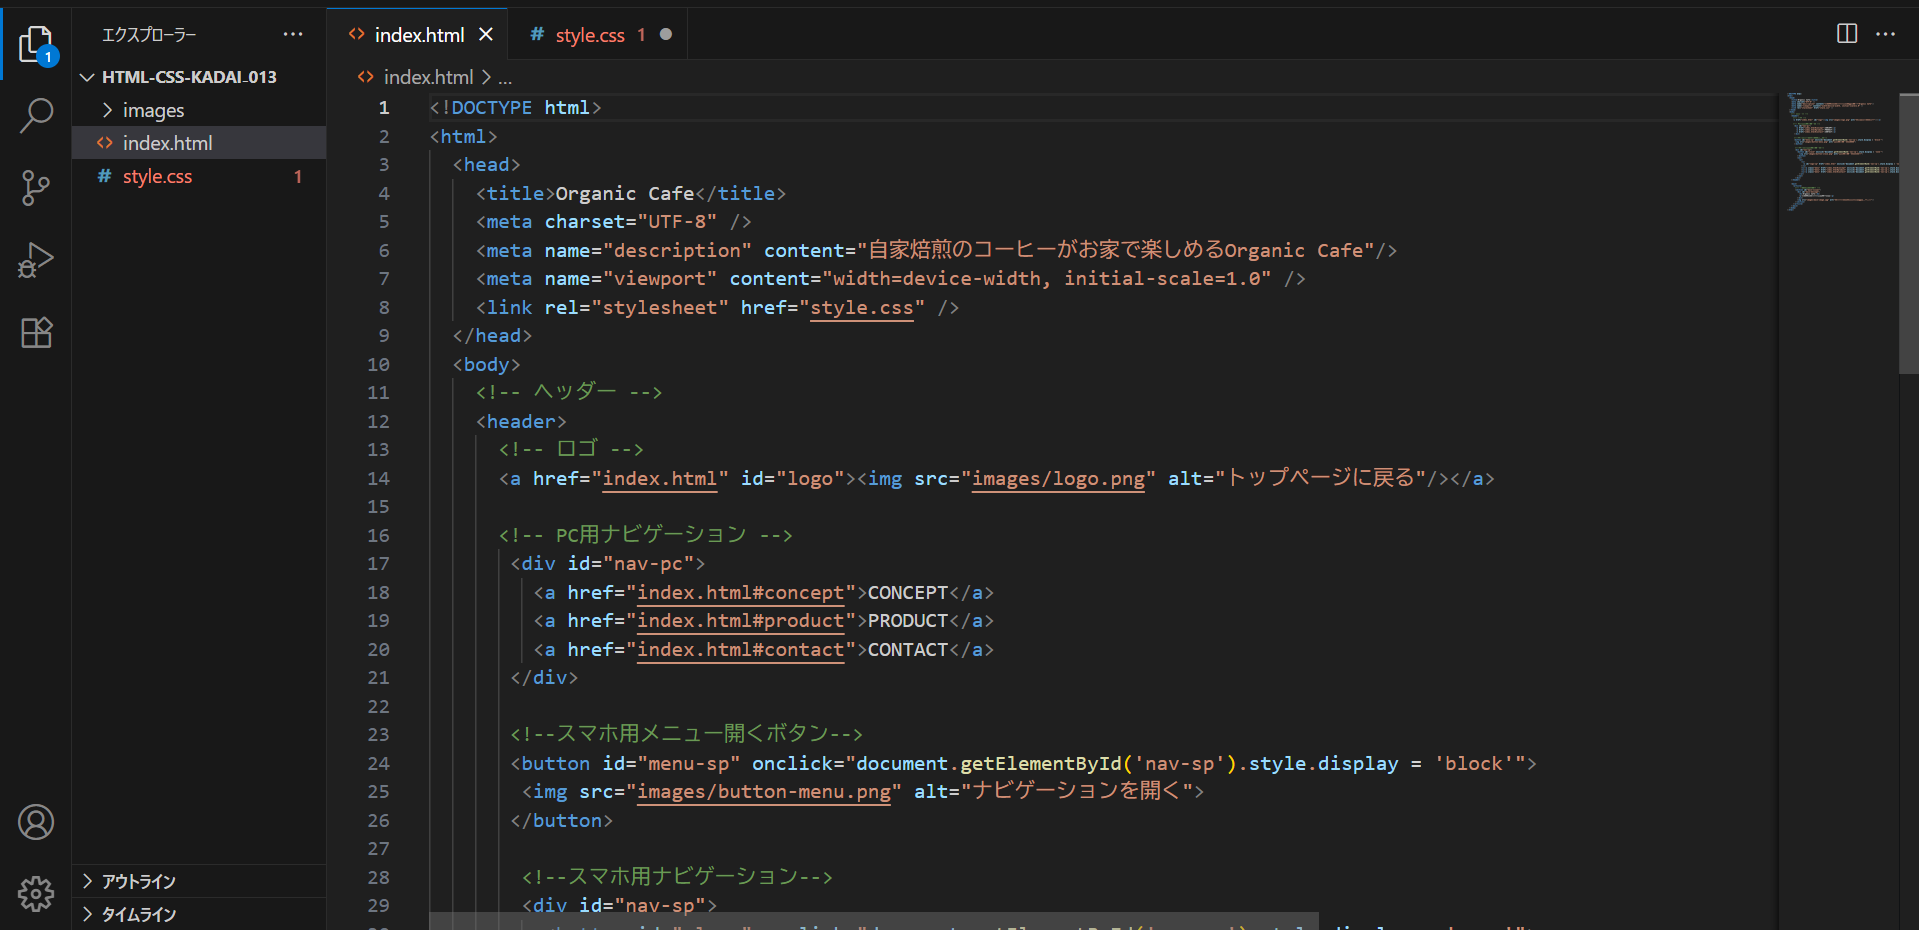 エクスプローラー ···
index.html
style.css 1
1
HTML-CSS-KADAI_013
images
index.html
style.css 1
アウトライン
タイムライン
index.html > ...
1 <!DOCTYPE html>
2 <html>
3 <head>
4 <title>Organic Cafe</title>
5 <meta charset="UTF-8" />
6 <meta name="description" content="自家焙煎のコーヒーがお家で楽しめるOrganic Cafe"/>
7 <meta name="viewport" content="width=device-width, initial-scale=1.0" />
8 <link rel="stylesheet" href="style.css" />
9 </head>
10 <body>
11 <!-- ヘッダー -->
12 <header>
13 <!-- ロゴ -->
14 <a href="index.html" id="logo"><img src="images/logo.png" alt="トップページに戻る"/></a>
15
16 <!-- PC用ナビゲーション -->
17 <div id="nav-pc">
18 <a href="index.html#concept">CONCEPT</a>
19 <a href="index.html#product">PRODUCT</a>
20 <a href="index.html#contact">CONTACT</a>
21 </div>
22
23 <!--スマホ用メニュー開くボタン-->
24 <button id="menu-sp" onclick="document.getElementById('nav-sp').style.display = 'block'">
25 <img src="images/button-menu.png" alt="ナビゲーションを開く">
26 </button>
27
28 <!--スマホ用ナビゲーション-->
29 <div id="nav-sp">